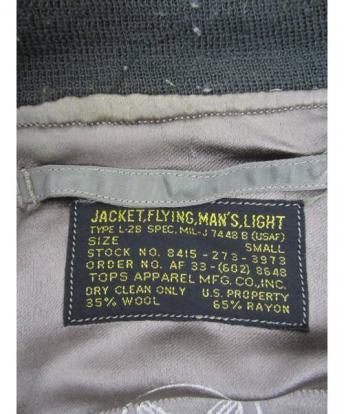 JACKET, FLYING, MAN'S, LIGHT
TYPE L-2B SPEC. MIL-J 7448 B (USAF)
SIZE SMALL
STOCK NO. 8415-273-3973
ORDER NO. AF 33-(602) 8648
TOPS APPAREL MFG. CO., INC.
DRY CLEAN ONLY U.S. PROPERTY
35% WOOL 65% RAYON